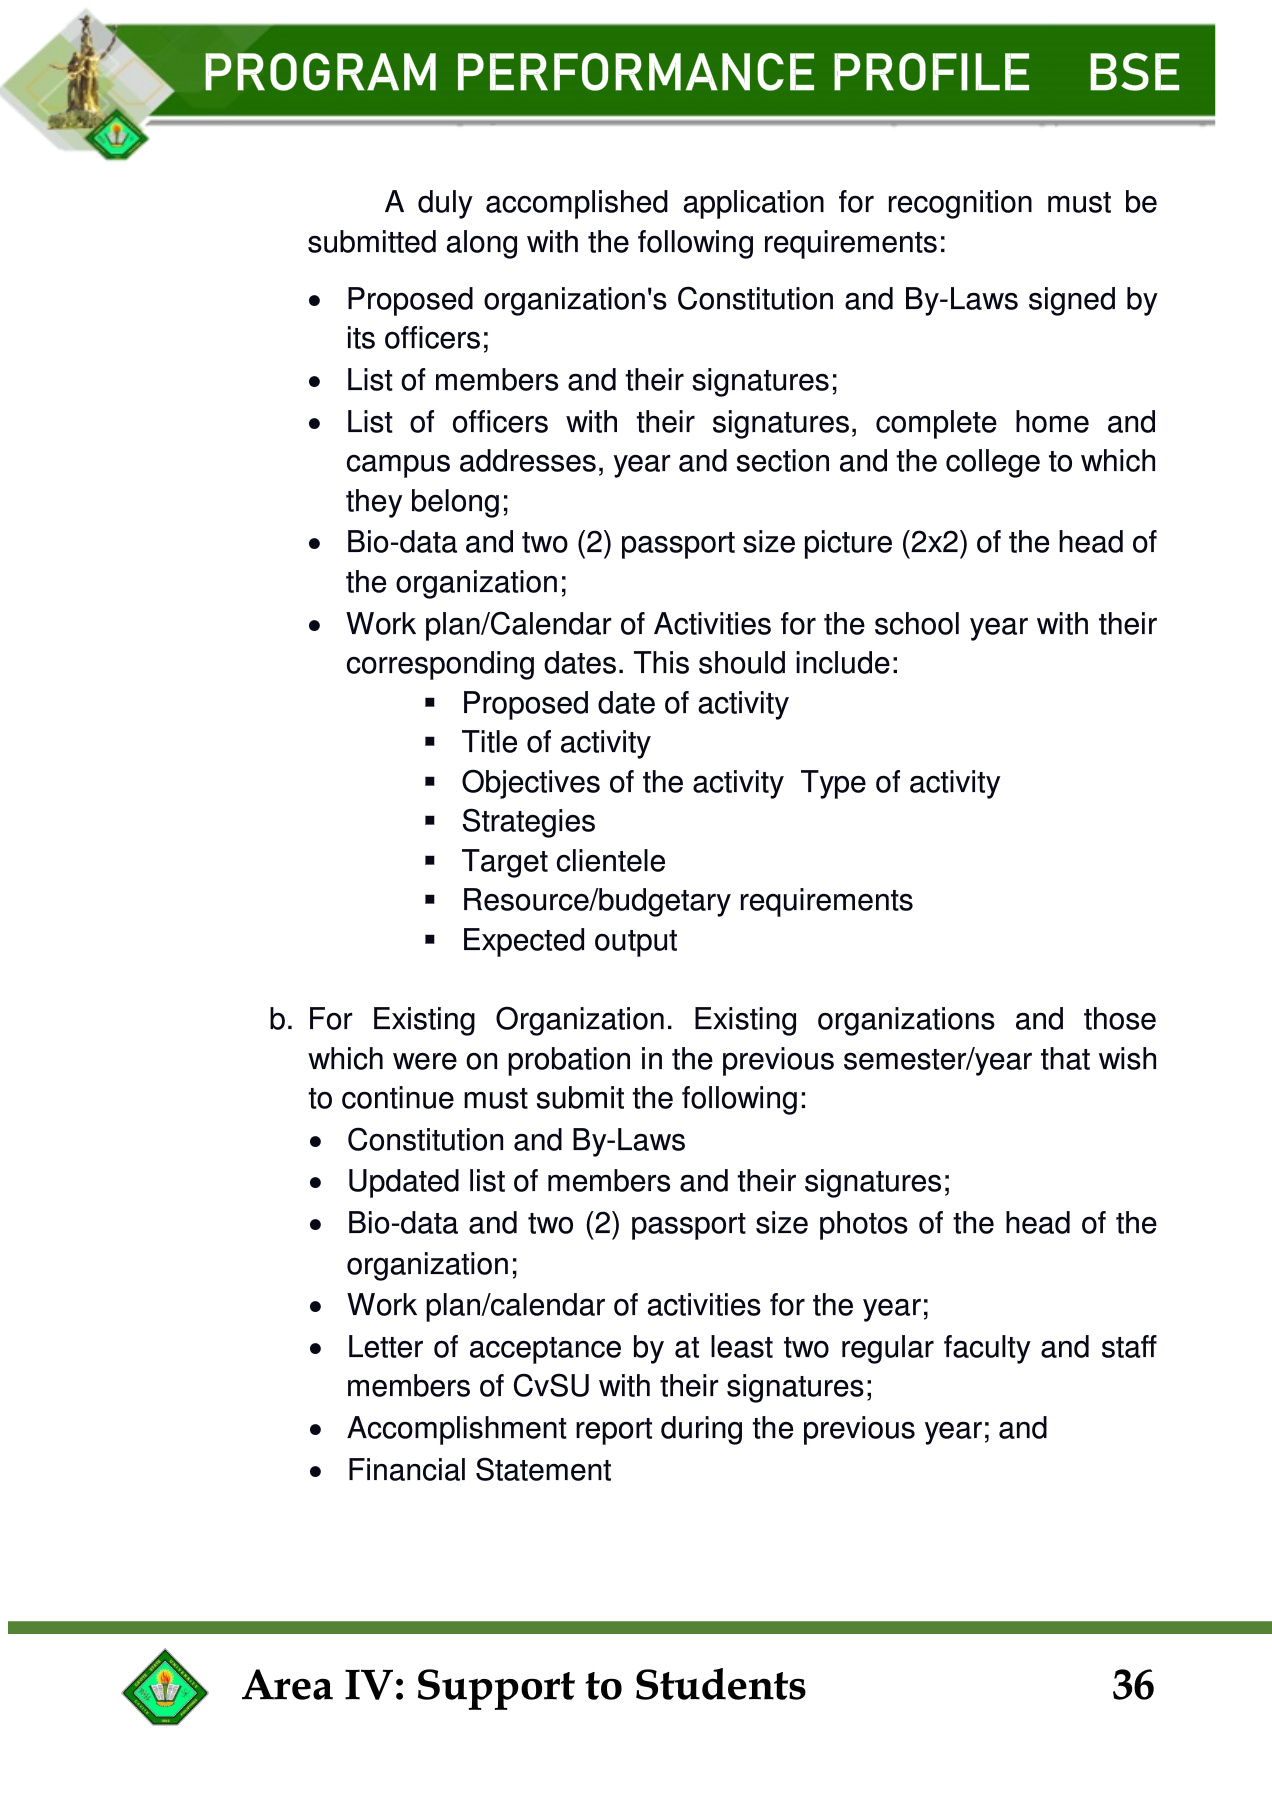 PROGRAM PERFORMANCE PROFILE BSE
A duly accomplished application for recognition must be
submitted along with the following requirements:
• Proposed organization's Constitution and By-Laws signed by
its officers;
• List of members and their signatures;
• List of officers with their signatures, complete home and
campus addresses, year and section and the college to which
they belong;
• Bio-data and two (2) passport size picture (2x2) of the head of
the organization;
• Work plan/Calendar of Activities for the school year with their
corresponding dates. This should include:
▪ Proposed date of activity
▪ Title of activity
▪ Objectives of the activity Type of activity
▪ Strategies
▪ Target clientele
▪ Resource/budgetary requirements
▪ Expected output
b. For Existing Organization. Existing organizations and those
which were on probation in the previous semester/year that wish
to continue must submit the following:
• Constitution and By-Laws
• Updated list of members and their signatures;
• Bio-data and two (2) passport size photos of the head of the
organization;
• Work plan/calendar of activities for the year;
• Letter of acceptance by at least two regular faculty and staff
members of CvSU with their signatures;
• Accomplishment report during the previous year; and
• Financial Statement
Area IV: Support to Students 36